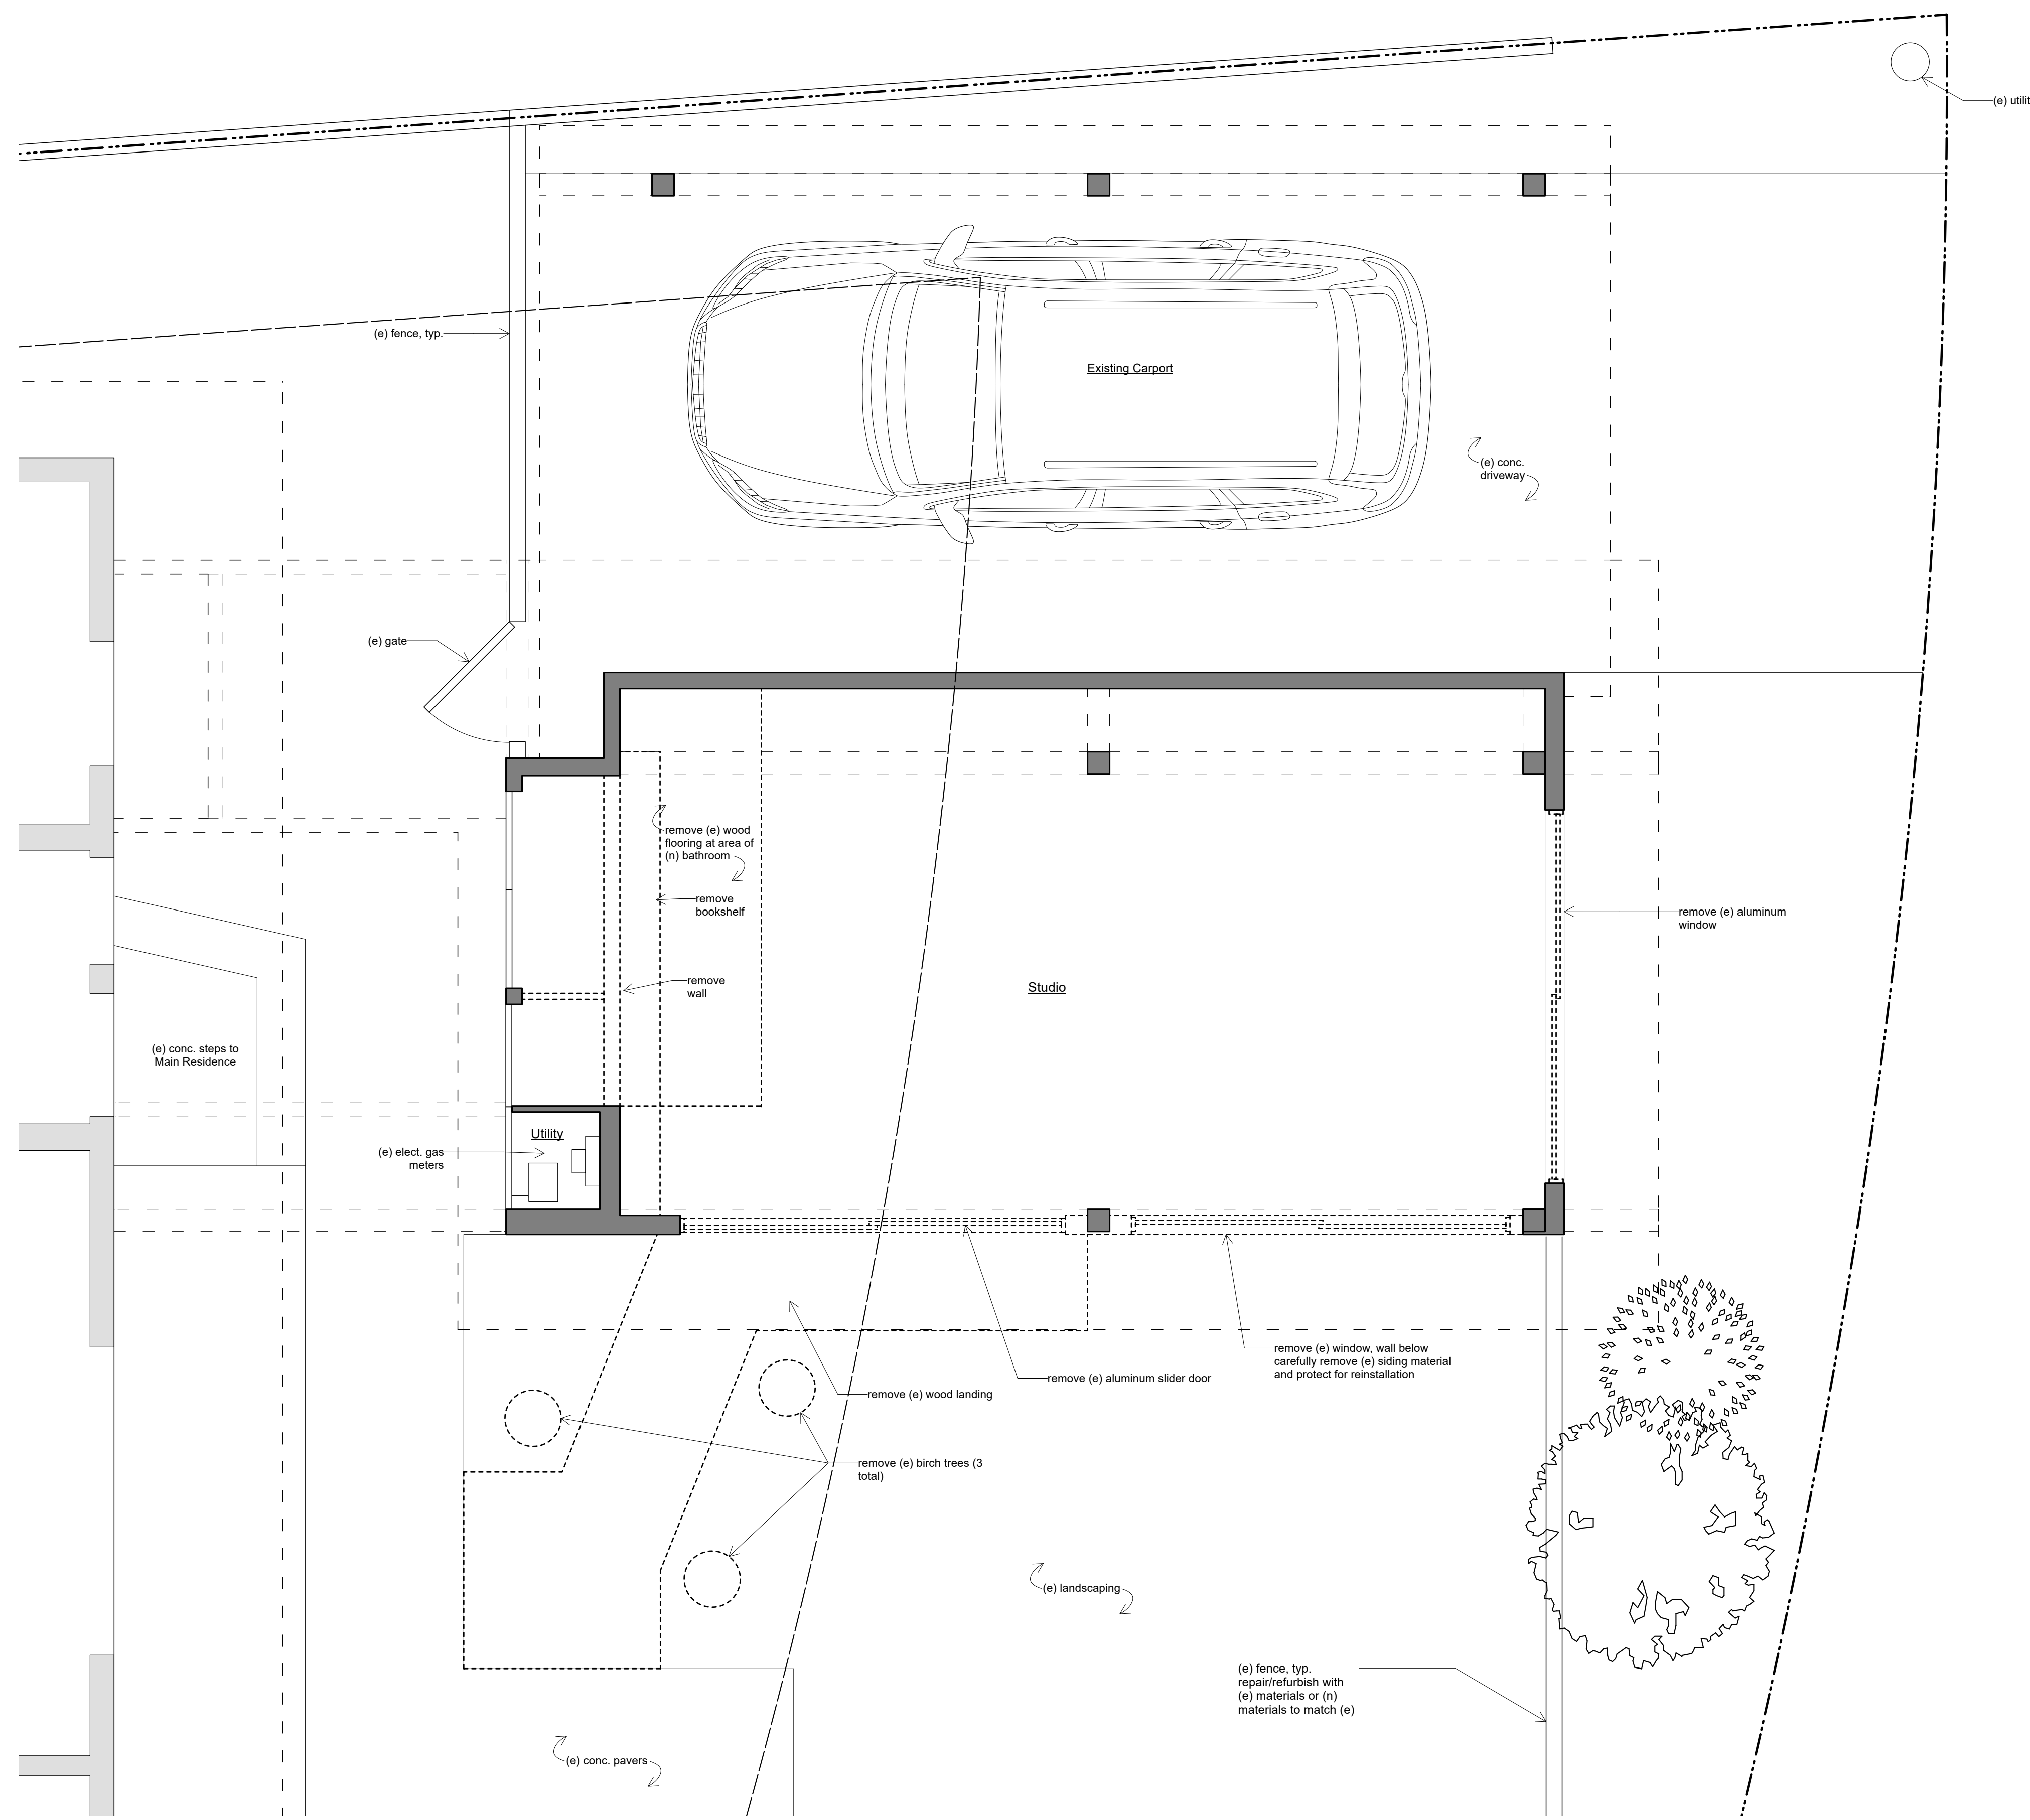 (e) utilit
(e) fence, typ.
Existing Carport
(e) conc.
driveway
(e) gate
remove (e) wood
flooring at area of
(n) bathroom
remove
bookshelf
remove (e) aluminum
window
remove
wall
Studio
(e) conc. steps to
Main Residence
Utility
(e) elect. gas
meters
remove (e) window, wall below
carefully remove (e) siding material
and protect for reinstallation
remove (e) aluminum slider door
remove (e) wood landing
remove (e) birch trees (3
total)
(e) landscaping
(e) fence, typ.
repair/refurbish with
(e) materials or (n)
materials to match (e)
(e) conc. pavers